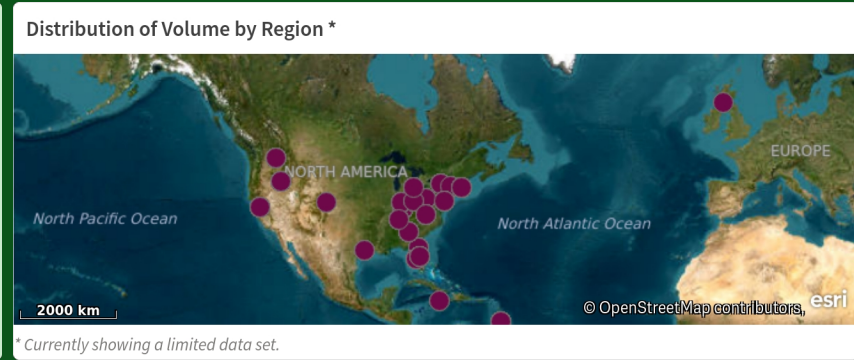 Distribution of Volume by Region *
NORTH AMERICA
EUROPE
North Pacific Ocean
North Atlantic Ocean
2000 km
© OpenStreetMap contributors,
esri
* Currently showing a limited data set.